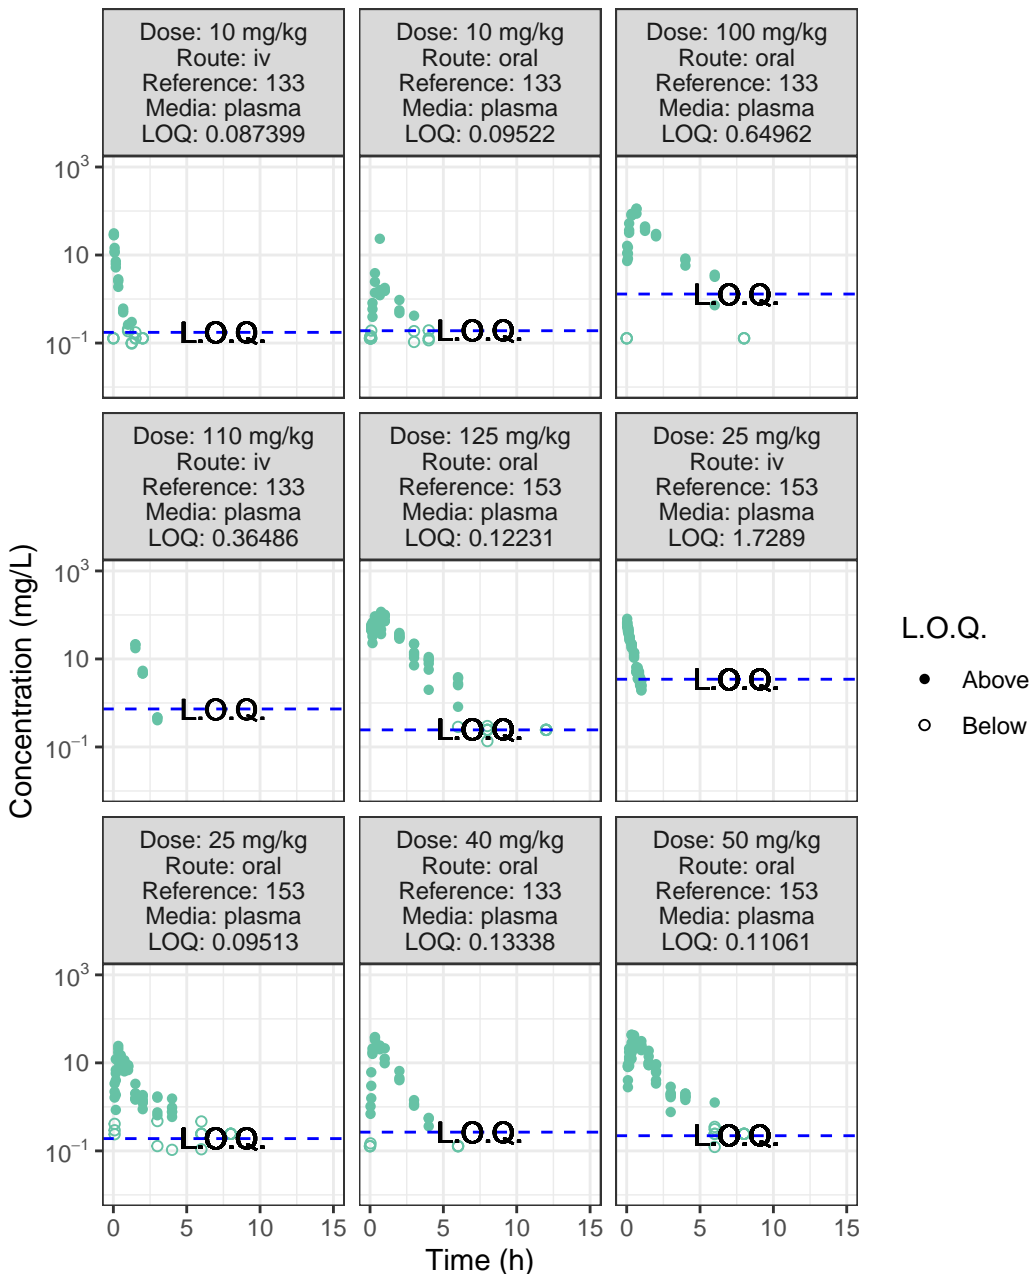 Dose: 10 mg/kg
Route: iv
Reference: 133
Media: plasma
LOQ: 0.087399
Dose: 10 mg/kg
Route: oral
Reference: 133
Media: plasma
LOQ: 0.09522
Dose: 100 mg/kg
Route: oral
Reference: 133
Media: plasma
LOQ: 0.64962
10³
10
10⁻¹
L.O.Q.
L.O.Q.
L.O.Q.
Dose: 110 mg/kg
Route: iv
Reference: 133
Media: plasma
LOQ: 0.36486
Dose: 125 mg/kg
Route: oral
Reference: 153
Media: plasma
LOQ: 0.12231
Dose: 25 mg/kg
Route: iv
Reference: 153
Media: plasma
LOQ: 1.7289
10³
10
10⁻¹
L.O.Q.
L.O.Q.
L.O.Q.
Dose: 25 mg/kg
Route: oral
Reference: 153
Media: plasma
LOQ: 0.09513
Dose: 40 mg/kg
Route: oral
Reference: 133
Media: plasma
LOQ: 0.13338
Dose: 50 mg/kg
Route: oral
Reference: 153
Media: plasma
LOQ: 0.11061
10³
10
10⁻¹
L.O.Q.
L.O.Q.
L.O.Q.
0 5 10 15
0 5 10 15
0 5 10 15
Time (h)
Concentration (mg/L)
L.O.Q.
Above
Below